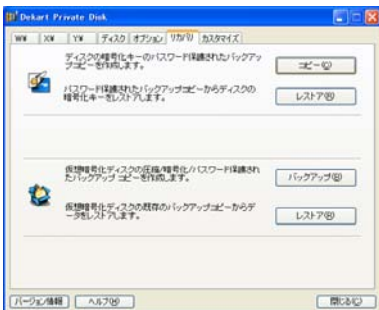 Dekart Private Disk
W¥ X¥ Y¥ ディスク オプション リカバリ カスタマイズ
ディスクの暗号化キーのパスワード保護されたバックアップコピーを作成します。
コピー(C)
パスワード保護されたバックアップコピーからディスクの暗号化キーをレストアします。
レストア(R)
仮想暗号化ディスクの圧縮/暗号化/パスワード保護されたバックアップ コピーを作成します。
バックアップ(B)
仮想暗号化ディスクの既存のバックアップコピーからデータをレストアします。
バージョン情報 ヘルプ(H) 閉じる(C)